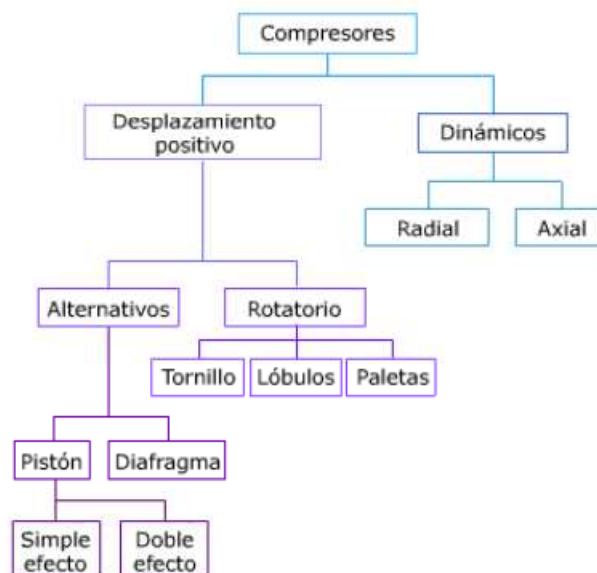 Compresores
Desplazamiento
positivo
Dinámicos
Radial
Axial
Alternativos
Rotatorio
Tornillo
Lóbulos
Paletas
Pistón
Diafragma
Simple
efecto
Doble
efecto